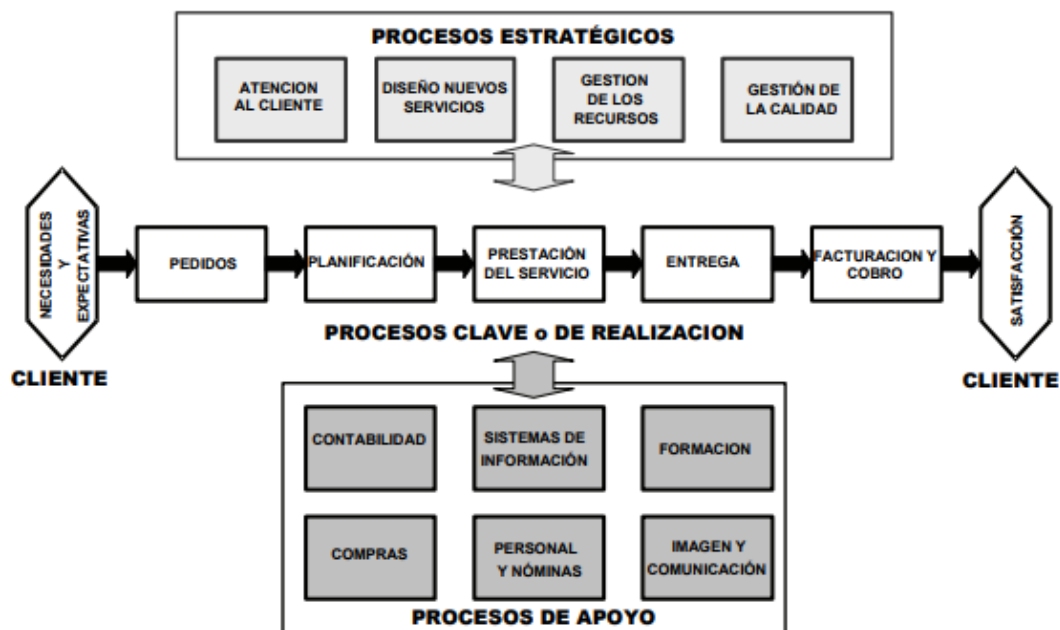 PROCESOS ESTRATÉGICOS
ATENCION
AL CLIENTE
DISEÑO NUEVOS
SERVICIOS
GESTION
DE LOS
RECURSOS
GESTIÓN DE
LA CALIDAD
NECESIDADES
Y
EXPECTATIVAS
CLIENTE
PEDIDOS
PLANIFICACIÓN
PRESTACIÒN
DEL SERVICIO
ENTREGA
FACTURACION Y
COBRO
SATISFACCIÓN
CLIENTE
PROCESOS CLAVE o DE REALIZACION
CONTABILIDAD
SISTEMAS DE
INFORMACIÓN
FORMACION
COMPRAS
PERSONAL
Y NÓMINAS
IMAGEN Y
COMUNICACIÓN
PROCESOS DE APOYO